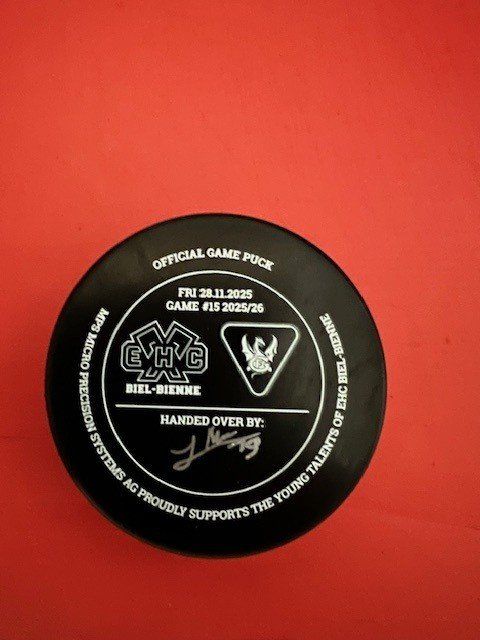 OFFICIAL GAME PUCK
FRI 28.11.2025
GAME #15 2025/26
EHC
BIEL-BIENNE
HANDED OVER BY:
MPS MICRO PRECISION SYSTEMS AG PROUDLY SUPPORTS THE YOUNG TALENTS OF EHC BIEL-BIENNE